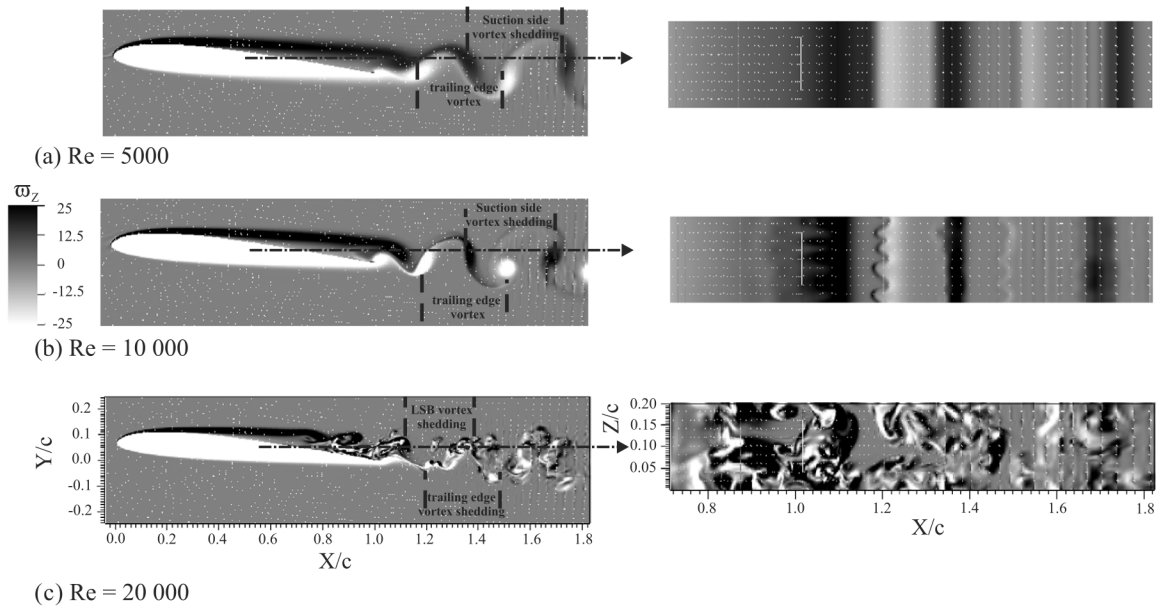 Suction side
vortex shedding
trailing edge
vortex
(a) Re = 5000
ϖZ
25
12.5
0
-12.5
-25
Suction side
vortex shedding
trailing edge
vortex
(b) Re = 10 000
Y/c
0.2
0.1
0.0
-0.1
-0.2
LSB vortex
shedding
trailing edge
vortex shedding
0.0 0.2 0.4 0.6 0.8 1.0 1.2 1.4 1.6 1.8
X/c
Z/c
0.20
0.15
0.10
0.05
0.8 1.0 1.2 1.4 1.6 1.8
X/c
(c) Re = 20 000